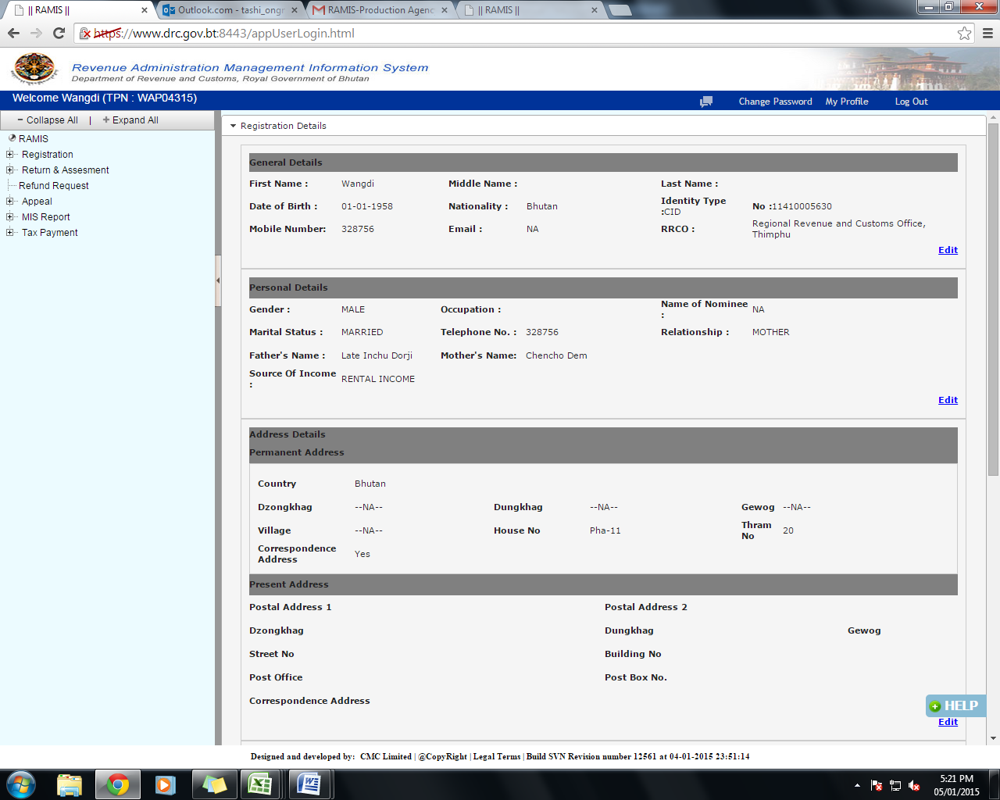 || RAMIS ||
Outlook.com - tashi_ong
RAMIS-Production Agenc
|| RAMIS ||
https://www.drc.gov.bt:8443/appUserLogin.html
Revenue Administration Management Information System
Department of Revenue and Customs, Royal Government of Bhutan
Welcome Wangdi (TPN : WAP04315)
Change Password My Profile Log Out
Collapse All | Expand All
RAMIS
Registration
Return & Assesment
Refund Request
Appeal
MIS Report
Tax Payment
Registration Details
General Details
First Name : Wangdi Middle Name : Last Name :
Date of Birth : 01-01-1958 Nationality : Bhutan Identity Type :CID No :11410005630
Mobile Number: 328756 Email : NA RRCO : Regional Revenue and Customs Office, Thimphu
Edit
Personal Details
Gender : MALE Occupation : Name of Nominee : NA
Marital Status : MARRIED Telephone No. : 328756 Relationship : MOTHER
Father's Name : Late Inchu Dorji Mother's Name: Chencho Dem
Source Of Income : RENTAL INCOME
Edit
Address Details
Permanent Address
Country Bhutan
Dzongkhag --NA-- Dungkhag --NA-- Gewog --NA--
Village --NA-- House No Pha-11 Thram No 20
Correspondence Address Yes
Present Address
Postal Address 1 Postal Address 2
Dzongkhag Dungkhag Gewog
Street No Building No
Post Office Post Box No.
Correspondence Address
HELP
Edit
Designed and developed by: CMC Limited | @CopyRight | Legal Terms | Build SVN Revision number 12561 at 04-01-2015 23:51:14
5:21 PM
05/01/2015